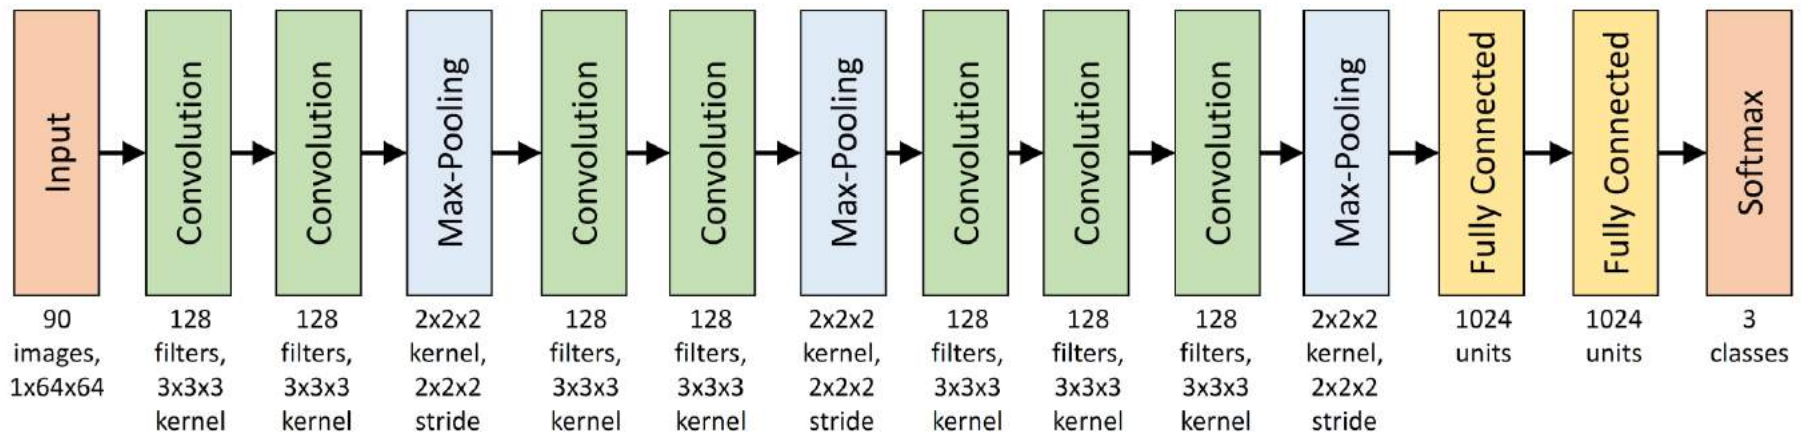 Input
Convolution
Convolution
Max-Pooling
Convolution
Convolution
Max-Pooling
Convolution
Convolution
Convolution
Max-Pooling
Fully Connected
Fully Connected
Softmax
90
images,
1x64x64
128
filters,
3x3x3
kernel
128
filters,
3x3x3
kernel
2x2x2
kernel,
2x2x2
stride
128
filters,
3x3x3
kernel
128
filters,
3x3x3
kernel
2x2x2
kernel,
2x2x2
stride
128
filters,
3x3x3
kernel
128
filters,
3x3x3
kernel
128
filters,
3x3x3
kernel
2x2x2
kernel,
2x2x2
stride
1024
units
1024
units
3
classes